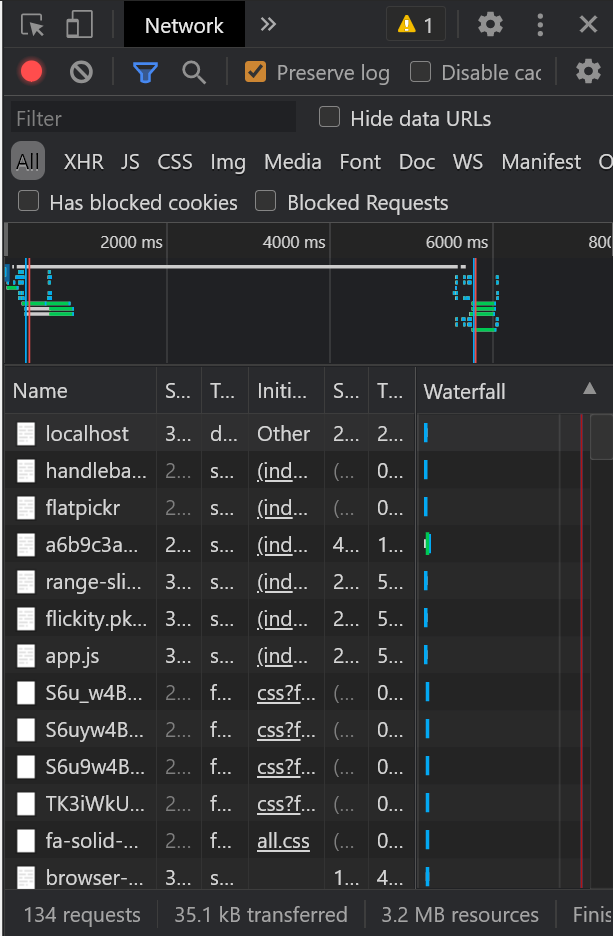 Network 1
Preserve log Disable cac
Filter Hide data URLs
All XHR JS CSS Img Media Font Doc WS Manifest O
Has blocked cookies Blocked Requests
2000 ms 4000 ms 6000 ms 800
Name S... T... Initi... S... T... Waterfall
localhost 3... d... Other 2... 2...
handleba... 2... s... (ind... (... 0...
flatpickr 2... s... (ind... (... 0...
a6b9c3a... 2... s... (ind... 4... 1...
range-sli... 3... s... (ind... 2... 5...
flickity.pk... 3... s... (ind... 2... 5...
app.js 3... s... (ind... 2... 5...
S6u_w4B... 2... f... css?f... (... 0...
S6uyw4B... 2... f... css?f... (... 0...
S6u9w4B... 2... f... css?f... (... 0...
TK3iWkU... 2... f... css?f... (... 0...
fa-solid-... 2... f... all.css (... 0...
browser-... 3... s... 1... 4...
134 requests 35.1 kB transferred 3.2 MB resources Finis